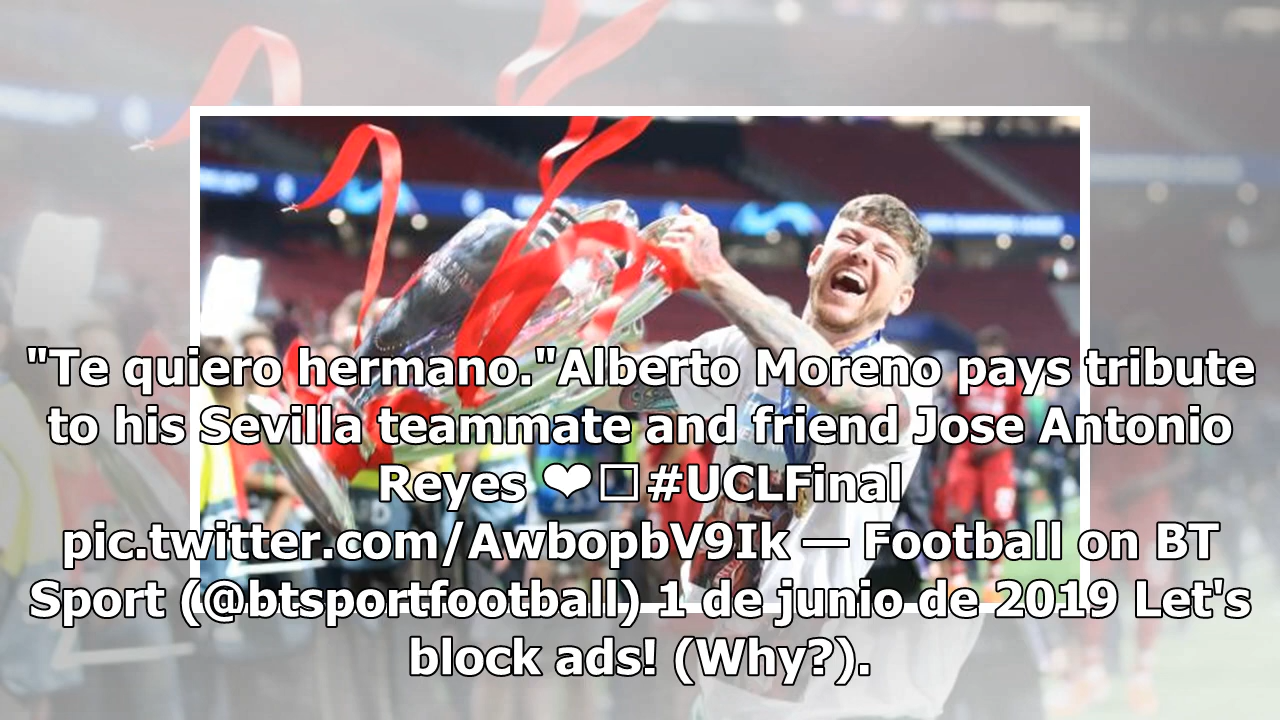 "Te quiero hermano."Alberto Moreno pays tribute
to his Sevilla teammate and friend Jose Antonio
Reyes ❤□#UCLFinal
pic.twitter.com/AwbopbV9Ik — Football on BT
Sport (@btsportfootball) 1 de junio de 2019 Let's
block ads! (Why?).